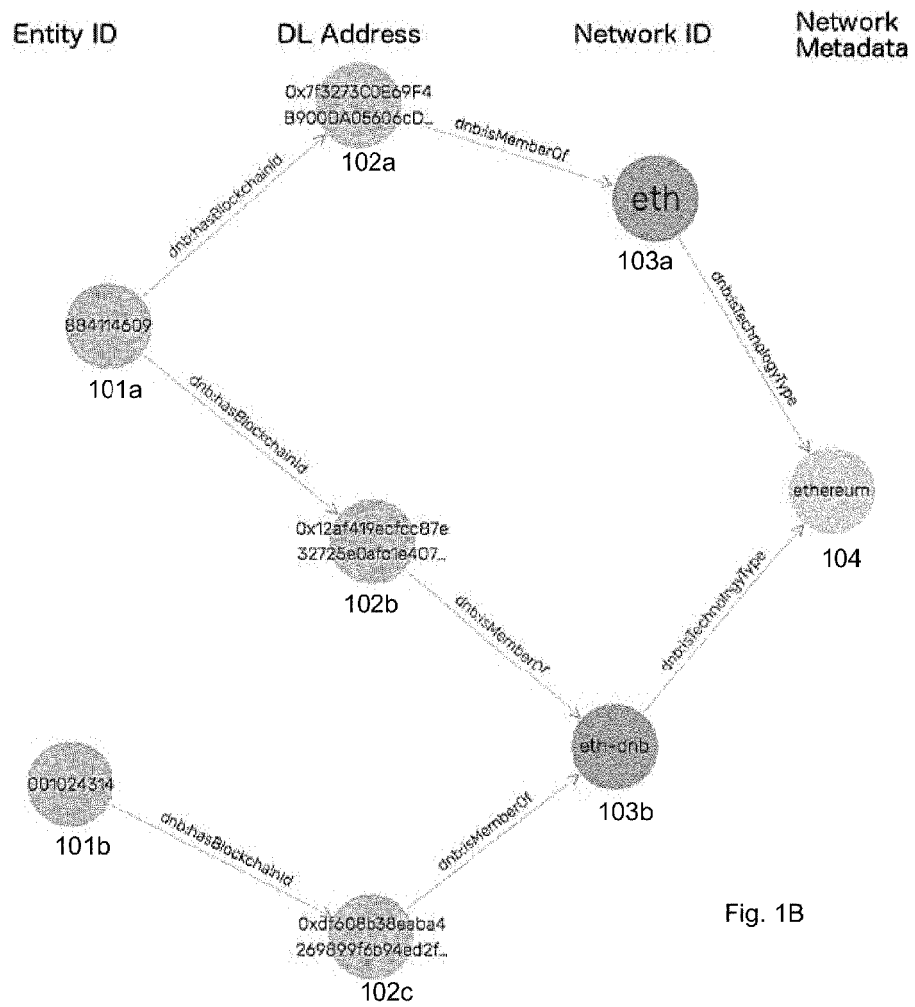 Entity ID
DL Address
Network ID
Network
Metadata
0x7f3273C0E69F4
B900DA05606cD...
102a
dnb:isMemberOf
eth
103a
dnb:hasBlockchainId
884114609
101a
dnb:isTechnologyType
dnb:hasBlockchainId
ethereum
104
0x12af419ecfcc87e
32725e0afc1e407...
102b
dnb:isMemberOf
dnb:isTechnologyType
eth-dnb
103b
001024314
101b
dnb:hasBlockchainId
dnb:isMemberOf
0xdf608b38eaba4
269899f6b94ed2f...
102c
Fig. 1B